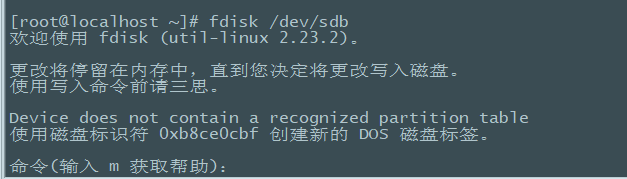 [root@localhost ~]# fdisk /dev/sdb
欢迎使用 fdisk (util-linux 2.23.2)。
更改将停留在内存中，直到您决定将更改写入磁盘。
使用写入命令前请三思。
Device does not contain a recognized partition table
使用磁盘标识符 0xb8ce0cbf 创建新的 DOS 磁盘标签。
命令(输入 m 获取帮助)：